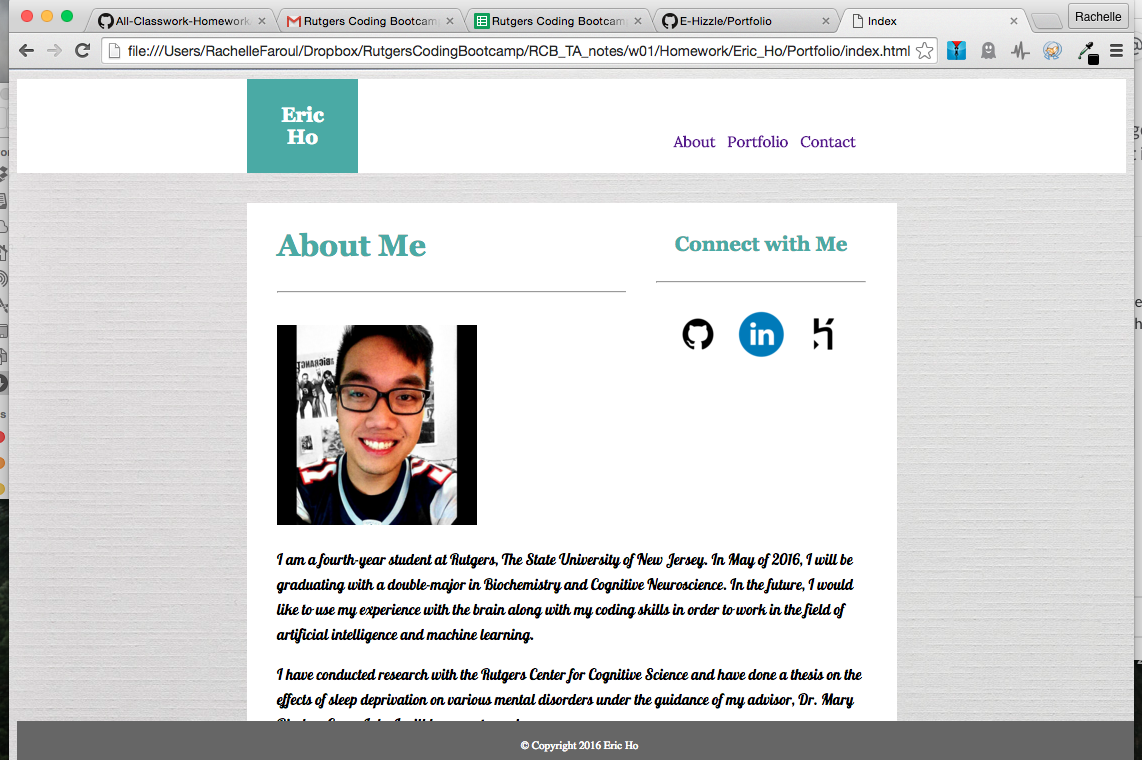 All-Classwork-Homework
Rutgers Coding Bootcam
Rutgers Coding Bootcam
E-Hizzle/Portfolio
Index
Rachelle
file:///Users/RachelleFaroul/Dropbox/RutgersCodingBootcamp/RCB_TA_notes/w01/Homework/Eric_Ho/Portfolio/index.html
Eric
Ho
About Portfolio Contact
About Me
Connect with Me
in
I am a fourth-year student at Rutgers, The State University of New Jersey. In May of 2016, I will be
graduating with a double-major in Biochemistry and Cognitive Neuroscience. In the future, I would
like to use my experience with the brain along with my coding skills in order to work in the field of
artificial intelligence and machine learning.
I have conducted research with the Rutgers Center for Cognitive Science and have done a thesis on the
effects of sleep deprivation on various mental disorders under the guidance of my advisor, Dr. Mary
© Copyright 2016 Eric Ho